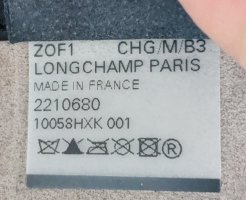 ZOF1 CHG/M/B3
LONGCHAMP PARIS
MADE IN FRANCE
2210680
10058HXK 001
®